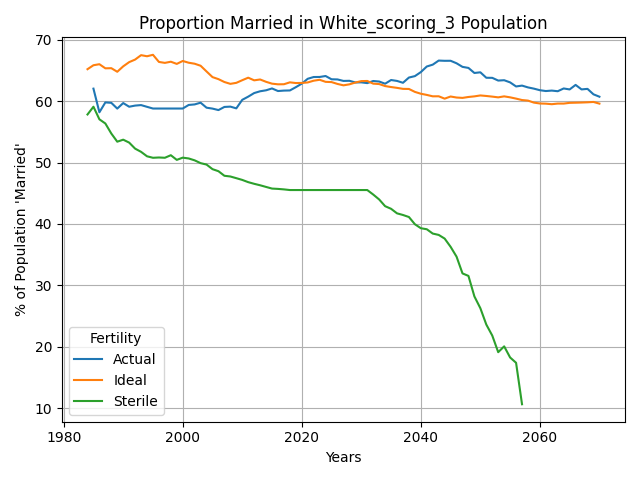 Proportion Married in White_scoring_3 Population
% of Population 'Married'
70
60
50
40
30
20
10
Fertility
Actual
Ideal
Sterile
1980 2000 2020 2040 2060
Years